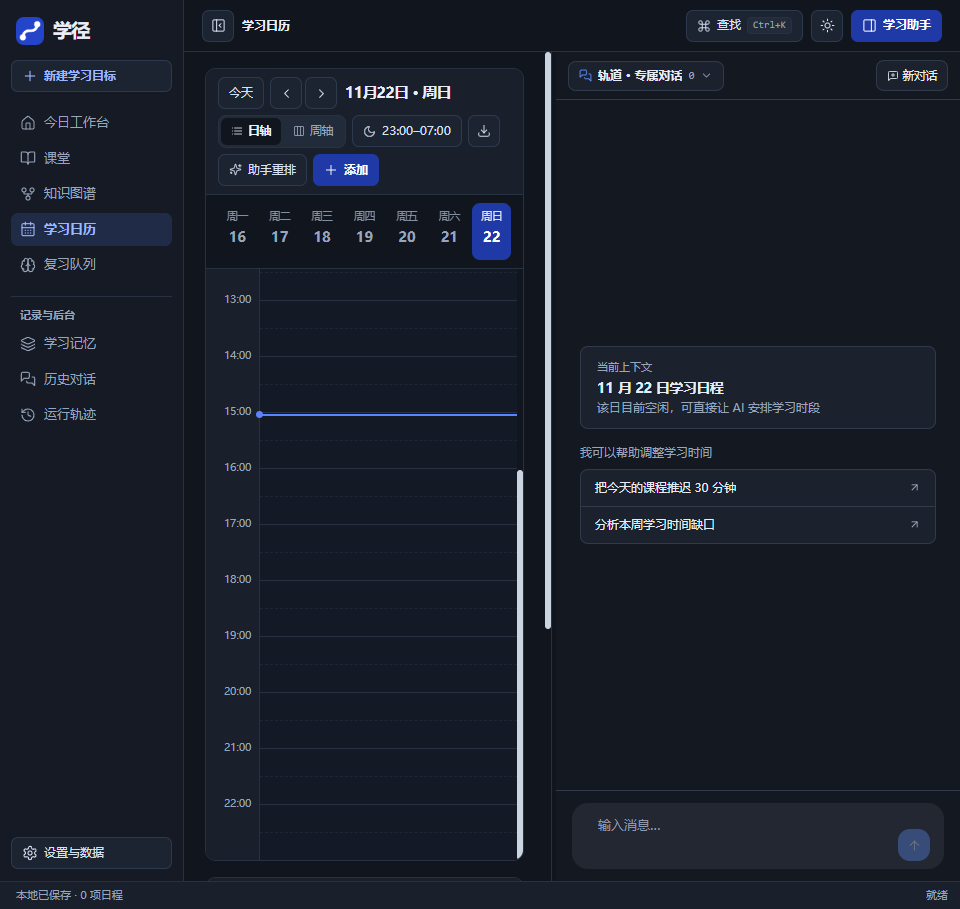 学径
新建学习目标
今日工作台
课堂
知识图谱
学习日历
复习队列
记录与后台
学习记忆
历史对话
运行轨迹
设置与数据
学习日历
查找 Ctrl+K
学习助手
今天
11月22日 • 周日
日轴
周轴
23:00–07:00
助手重排
添加
周一 周二 周三 周四 周五 周六 周日
16 17 18 19 20 21 22
13:00
14:00
15:00
16:00
17:00
18:00
19:00
20:00
21:00
22:00
轨道 • 专属对话 0
新对话
当前上下文
11 月 22 日学习日程
该日目前空闲，可直接让 AI 安排学习时段
我可以帮助调整学习时间
把今天的课程推迟 30 分钟
分析本周学习时间缺口
输入消息...
本地已保存 · 0 项日程
就绪